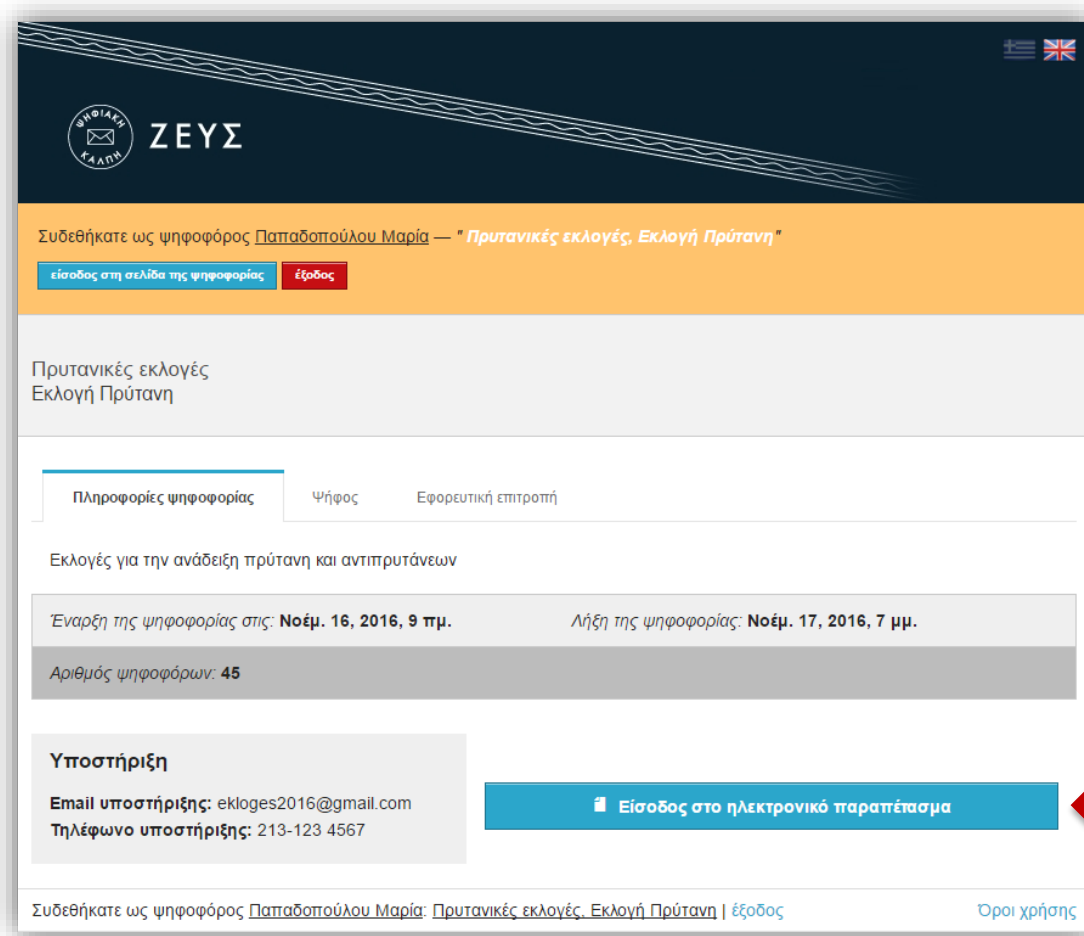 ΨΗΦΙΑΚΗ
ΚΑΛΠΗ
ΖΕΥΣ
Συδεθήκατε ως ψηφοφόρος Παπαδοπούλου Μαρία — " Πρυτανικές εκλογές, Εκλογή Πρύτανη"
είσοδος στη σελίδα της ψηφοφορίας έξοδος
Πρυτανικές εκλογές
Εκλογή Πρύτανη
Πληροφορίες ψηφοφορίας Ψήφος Εφορευτική επιτροπή
Εκλογές για την ανάδειξη πρύτανη και αντιπρυτάνεων
Έναρξη της ψηφοφορίας στις: Νοέμ. 16, 2016, 9 πμ. Λήξη της ψηφοφορίας: Νοέμ. 17, 2016, 7 μμ.
Αριθμός ψηφοφόρων: 45
Υποστήριξη
Email υποστήριξης: ekloges2016@gmail.com
Τηλέφωνο υποστήριξης: 213-123 4567
Είσοδος στο ηλεκτρονικό παραπέτασμα
Συδεθήκατε ως ψηφοφόρος Παπαδοπούλου Μαρία: Πρυτανικές εκλογές, Εκλογή Πρύτανη | έξοδος Όροι χρήσης